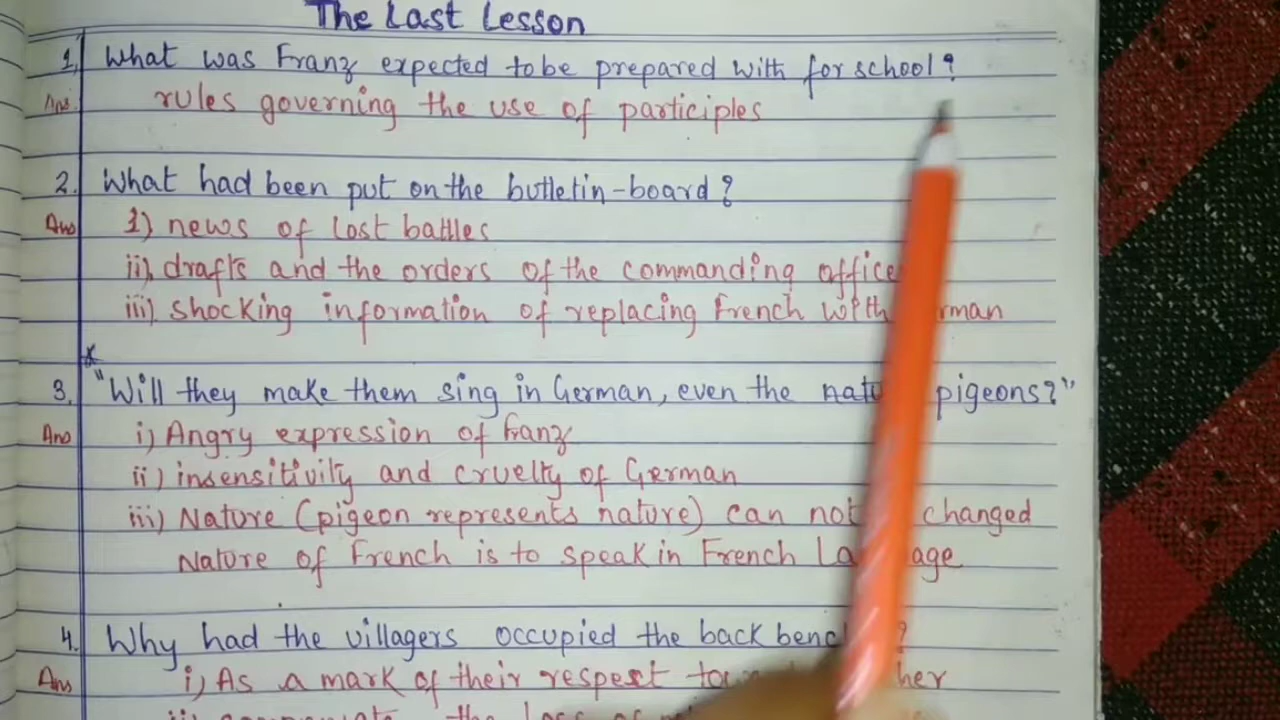 The Last Lesson
1. What was Franz expected to be prepared with for school?
Ans rules governing the use of participles
2. What had been put on the bulletin-board?
Ans 1) news of lost battles
ii) drafts and the orders of the commanding
iii) shocking information of replacing French with
3. "Will they make them sing in German, even the pigeons?"
Ans i) Angry expression of franz
ii) insensitivity and cruelty of German
iii) Nature (pigeon represents nature) can not changed
Nature of French is to speak in French
4. Why had the villagers occupied the back
Ans i) As a mark of their respect
the